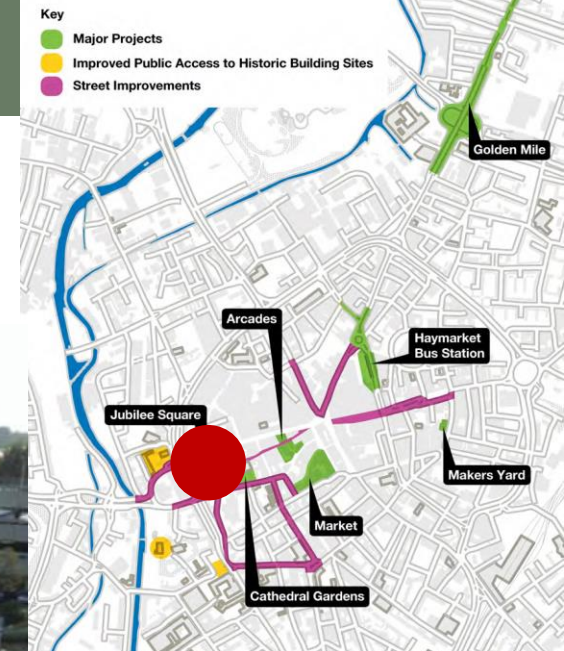 Key
Major Projects
Improved Public Access to Historic Building Sites
Street Improvements
Golden Mile
Arcades
Haymarket
Bus Station
Jubilee Square
Makers Yard
Market
Cathedral Gardens